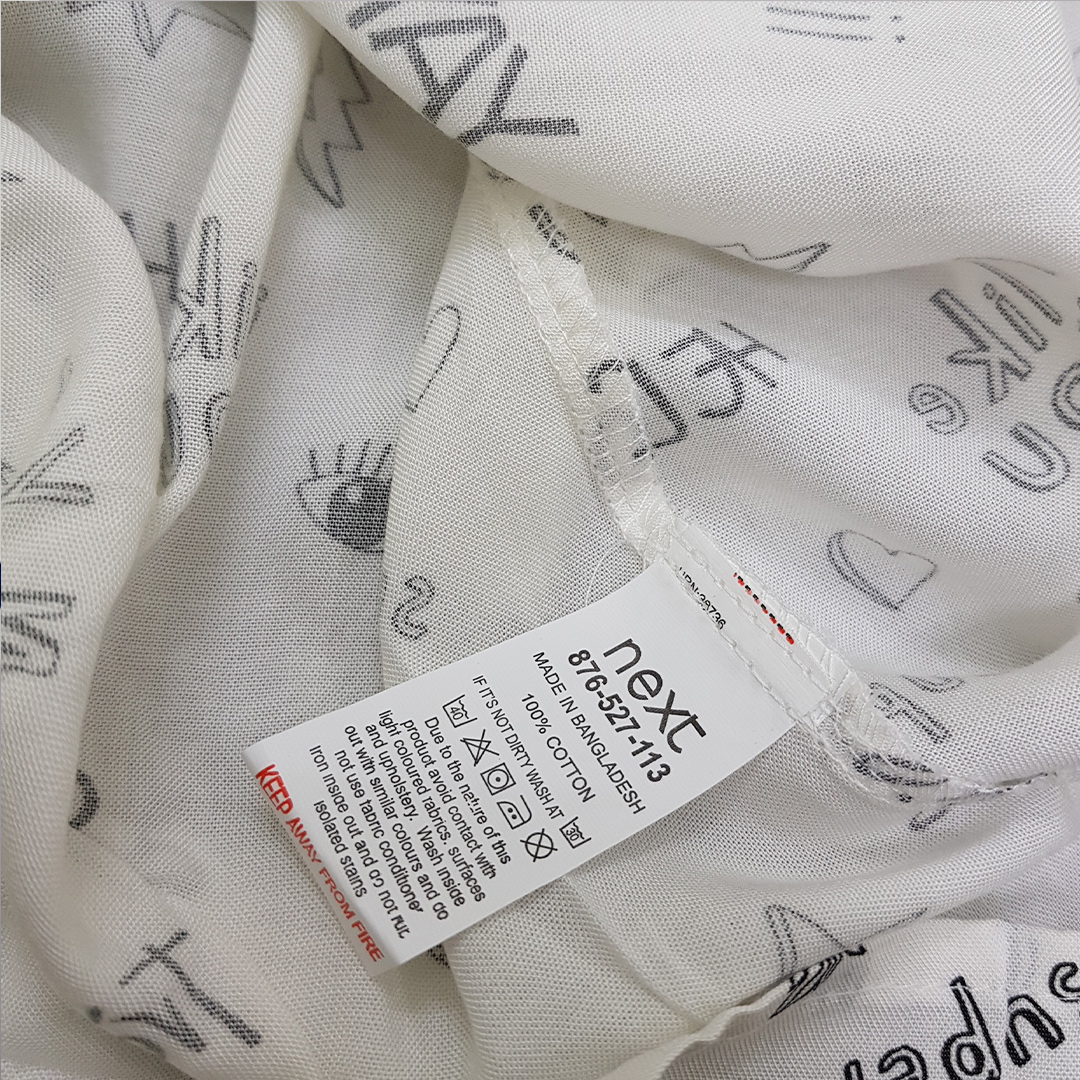 URN:39736
next
876-527-113
MADE IN BANGLADESH
100% COTTON
IF IT'S NOT DIRTY WASH AT 30
40
Due to the nature of this
product avoid contact with
light coloured fabrics, surfaces
and upholstery. Wash inside
out with similar colours and do
not use fabric conditioner
Iron inside out and do not rub
isolated stains
KEEP AWAY FROM FIRE